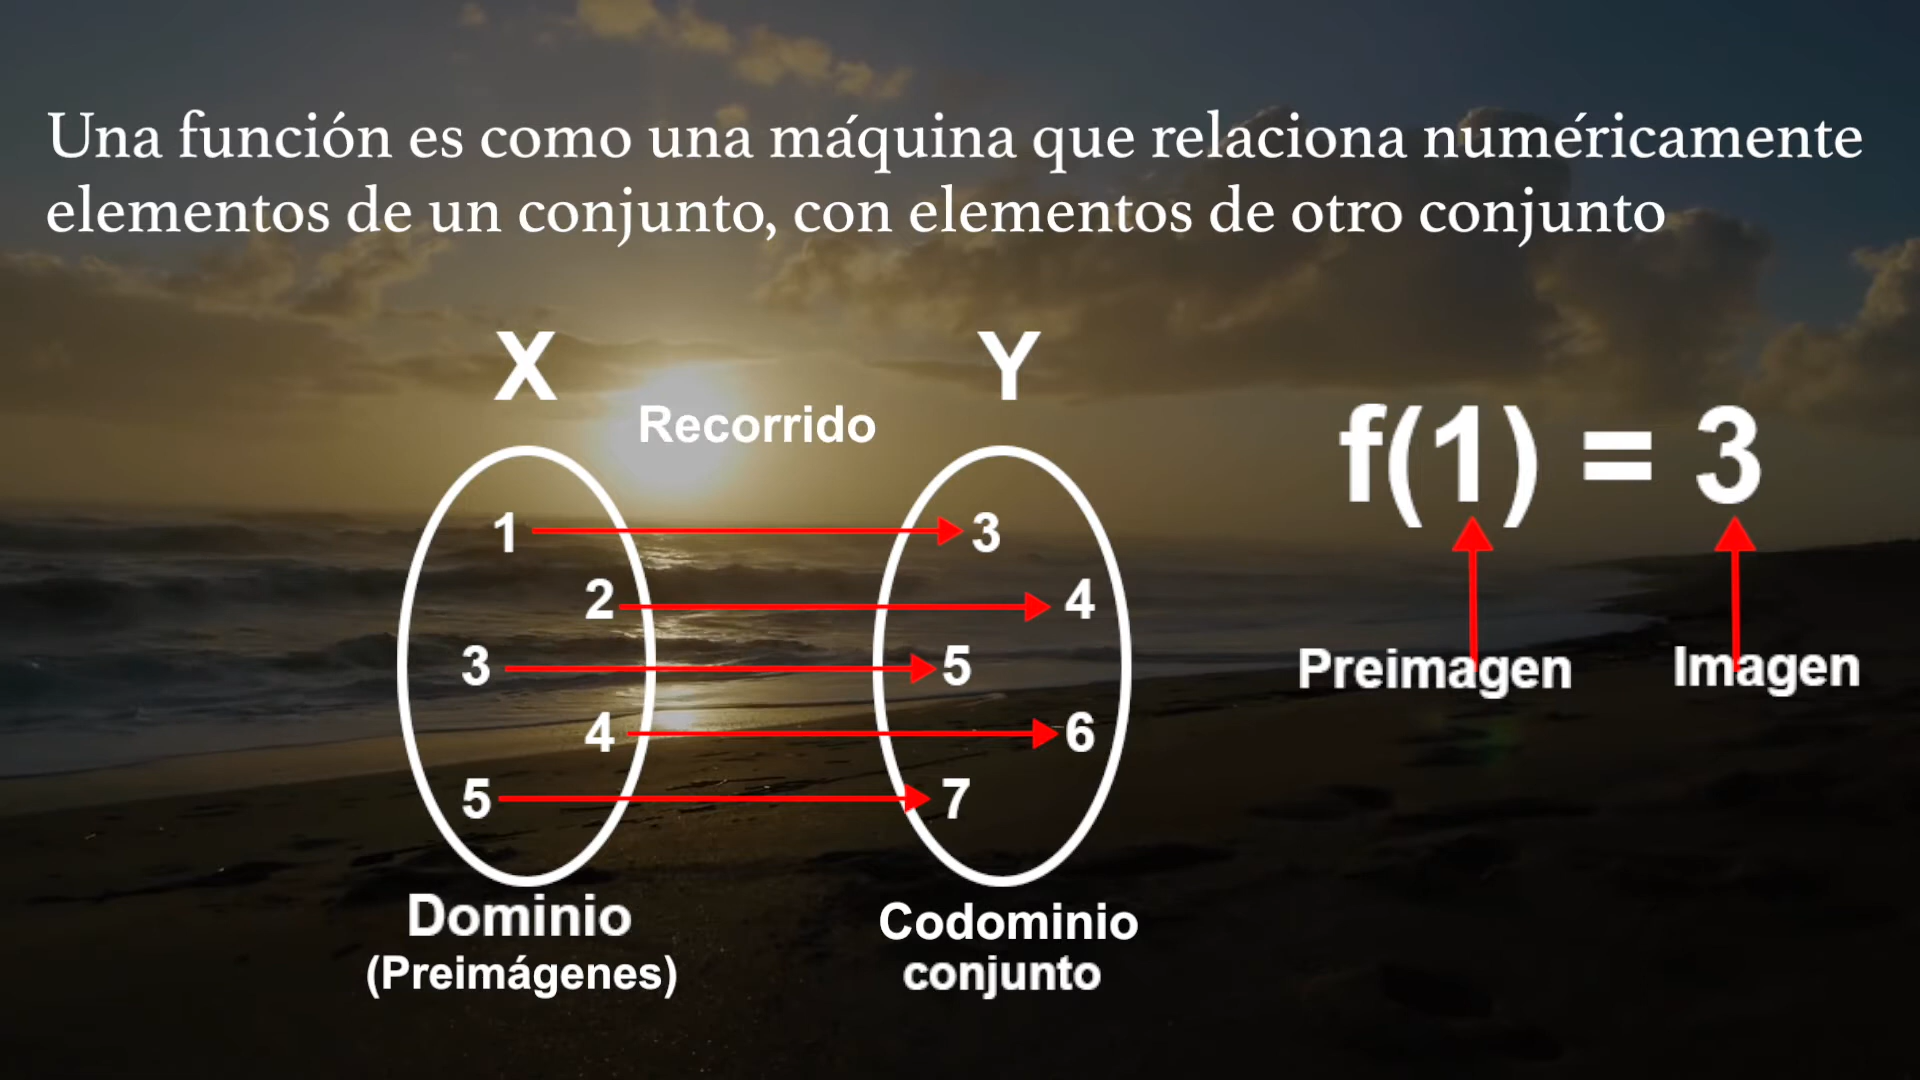 Una función es como una máquina que relaciona numéricamente
elementos de un conjunto, con elementos de otro conjunto
X Y
Recorrido
f(1) = 3
1 3
2 4
3 5
Preimagen Imagen
4 6
5 7
Dominio Codominio
(Preimágenes) conjunto